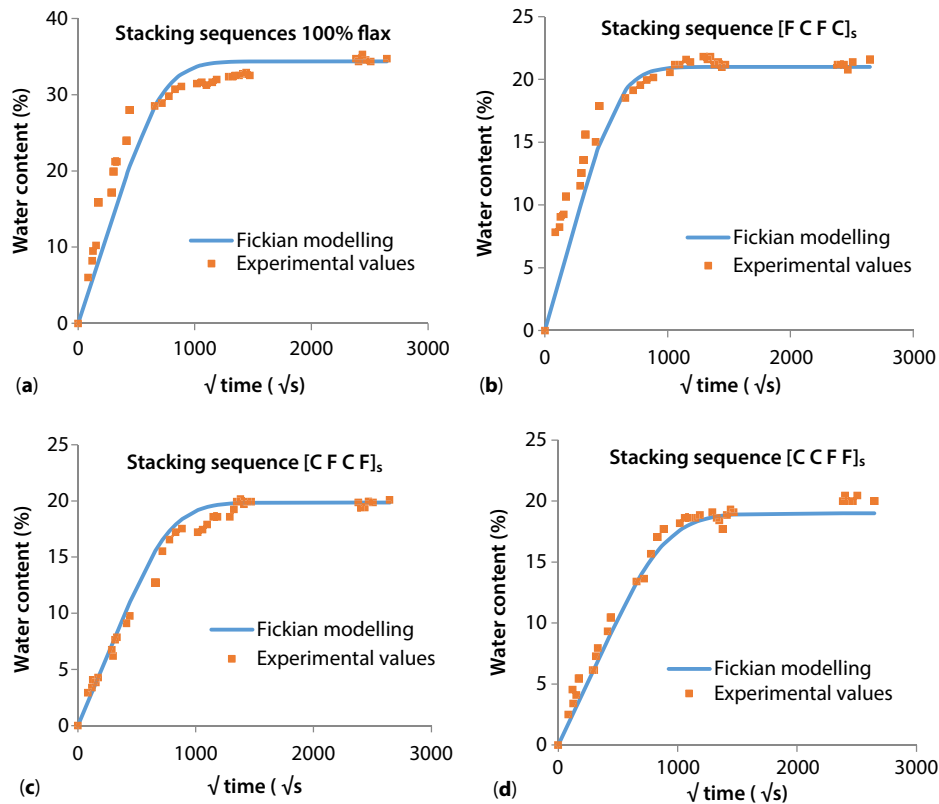 Stacking sequences 100% flax
Water content (%)
40
30
20
10
0
Fickian modelling
Experimental values
0 1000 2000 3000
(a)
√ time ( √s)
Stacking sequence [F C F C]s
Water content (%)
25
20
15
10
5
0
Fickian modelling
Experimental values
0 1000 2000 3000
(b)
√ time ( √s)
Stacking sequence [C F C F]s
Water content (%)
25
20
15
10
5
0
Fickian modelling
Experimental values
0 1000 2000 3000
(c)
√ time ( √s
Stacking sequence [C C F F]s
Water content (%)
25
20
15
10
5
0
Fickian modelling
Experimental values
0 1000 2000 3000
(d)
√ time ( √s)